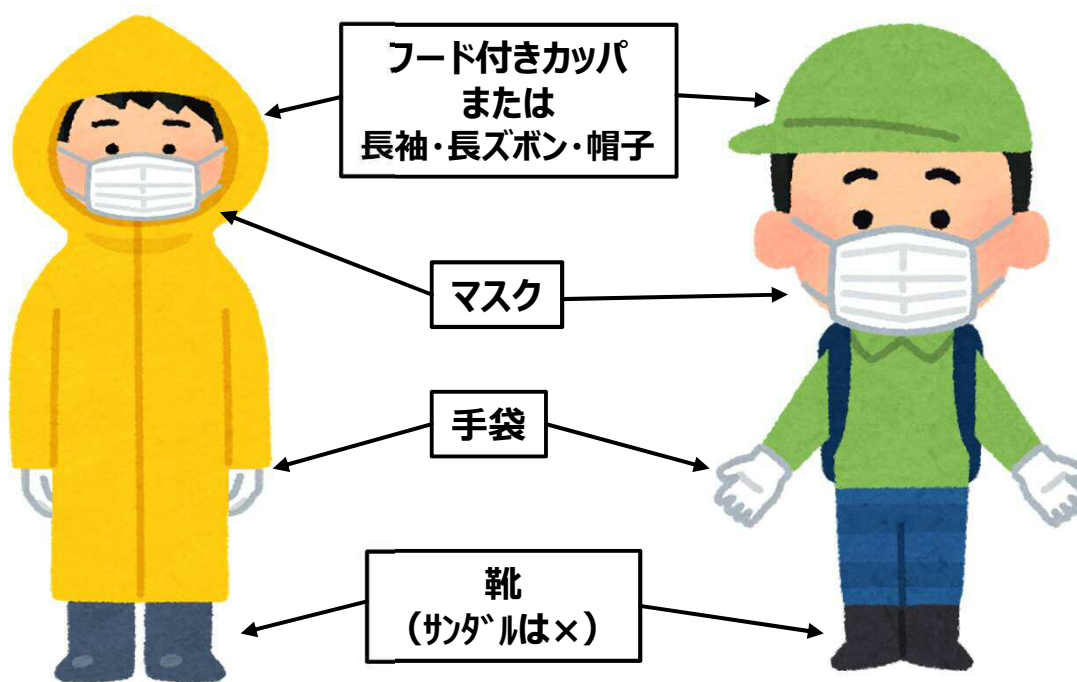 フード付きカッパ
または
長袖・長ズボン・帽子
マスク
手袋
靴
（ｻﾝﾀﾞﾙは×）